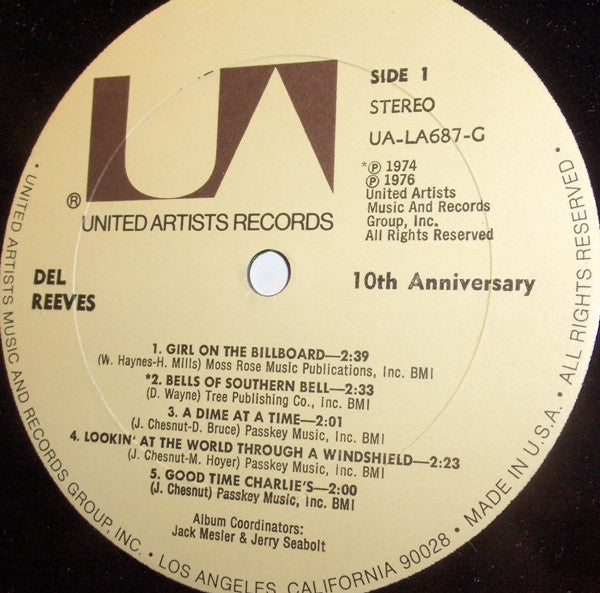 UA
®
UNITED ARTISTS RECORDS
SIDE 1
STEREO
UA-LA687-G
*℗ 1974
℗ 1976
United Artists
Music And Records
Group, Inc.
All Rights Reserved
DEL
REEVES
10th Anniversary
1. GIRL ON THE BILLBOARD—2:39
(W. Haynes-H. Mills) Moss Rose Music Publications, Inc. BMI
*2. BELLS OF SOUTHERN BELL—2:33
(D. Wayne) Tree Publishing Co., Inc. BMI
3. A DIME AT A TIME—2:01
(J. Chesnut-D. Bruce) Passkey Music, Inc. BMI
4. LOOKIN' AT THE WORLD THROUGH A WINDSHIELD—2:23
(J. Chesnut-M. Hoyer) Passkey Music, Inc. BMI
5. GOOD TIME CHARLIE'S—2:00
(J. Chesnut) Passkey Music, Inc. BMI
Album Coordinators:
Jack Mesler & Jerry Seabolt
• UNITED ARTISTS MUSIC AND RECORDS GROUP, INC. • LOS ANGELES, CALIFORNIA 90028 • MADE IN U.S.A. • ALL RIGHTS RESERVED •